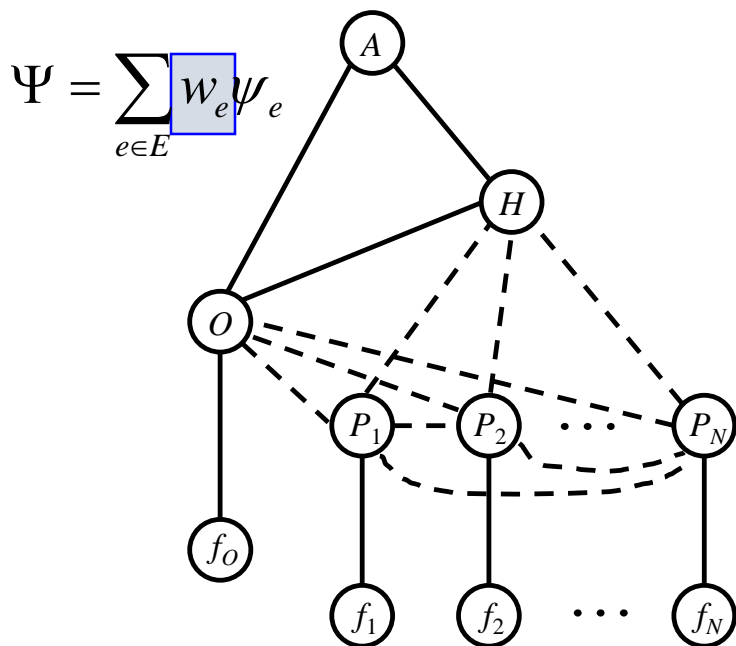 A
Ψ = ∑ w_e ψ_e
e∈E
H
O
P_1 P_2 ··· P_N
f_O
f_1 f_2 ··· f_N